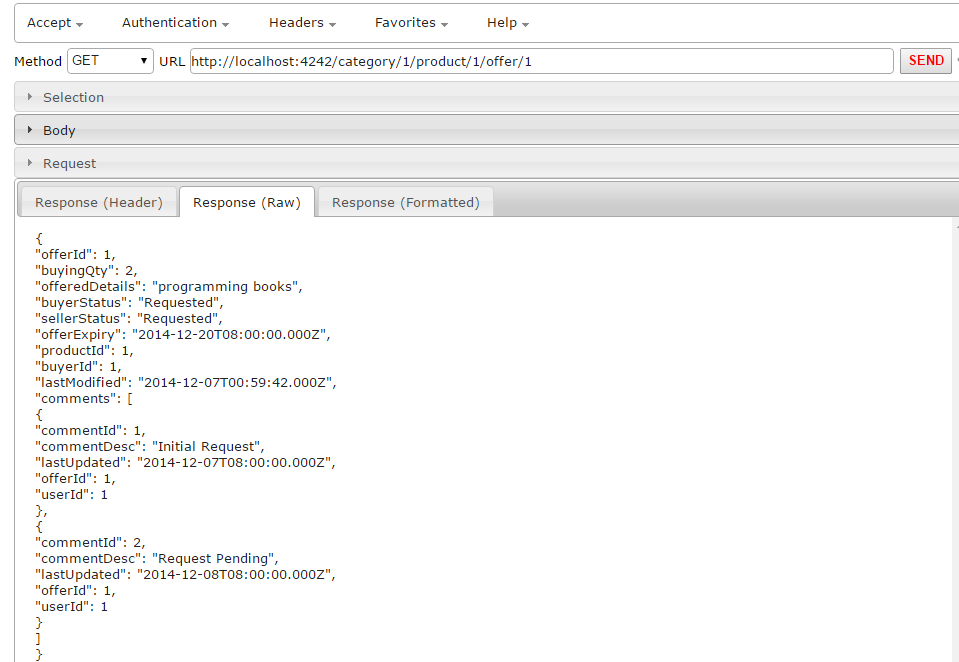 Accept Authentication Headers Favorites Help
Method GET URL http://localhost:4242/category/1/product/1/offer/1 SEND
Selection
Body
Request
Response (Header) Response (Raw) Response (Formatted)
{
"offerId": 1,
"buyingQty": 2,
"offeredDetails": "programming books",
"buyerStatus": "Requested",
"sellerStatus": "Requested",
"offerExpiry": "2014-12-20T08:00:00.000Z",
"productId": 1,
"buyerId": 1,
"lastModified": "2014-12-07T00:59:42.000Z",
"comments": [
{
"commentId": 1,
"commentDesc": "Initial Request",
"lastUpdated": "2014-12-07T08:00:00.000Z",
"offerId": 1,
"userId": 1
},
{
"commentId": 2,
"commentDesc": "Request Pending",
"lastUpdated": "2014-12-08T08:00:00.000Z",
"offerId": 1,
"userId": 1
}
]
}